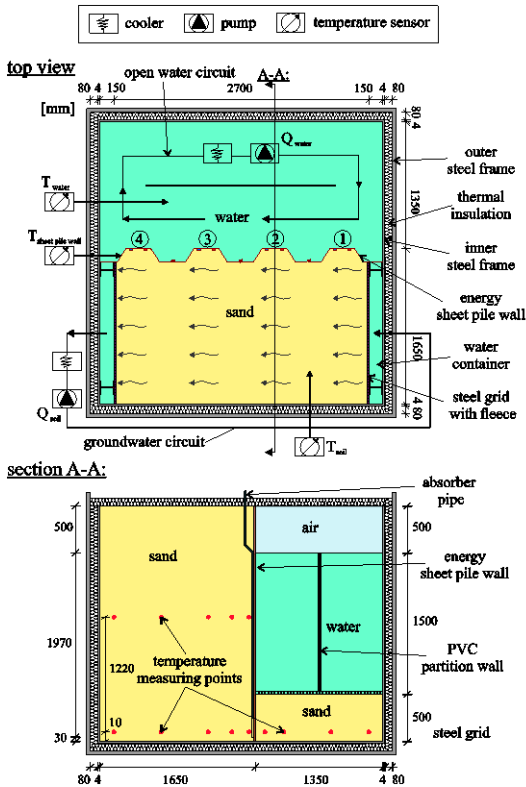 cooler
pump
temperature sensor
top view
open water circuit
A-A:
80 4 150
2700
150 4 80
[mm]
80 4
Q water
outer
steel frame
T water
thermal
insulation
1350
water
T sheet pile wall
4
3
2
1
inner
steel frame
energy
sheet pile wall
sand
1650
water
container
steel grid
with fleece
Q soil
4 80
groundwater circuit
T soil
section A-A:
absorber
pipe
500
air
500
sand
energy
sheet pile wall
water
1500
1970
temperature
measuring points
PVC
partition wall
1220
sand
10
500
steel grid
30
80 4
1650
1350
4 80